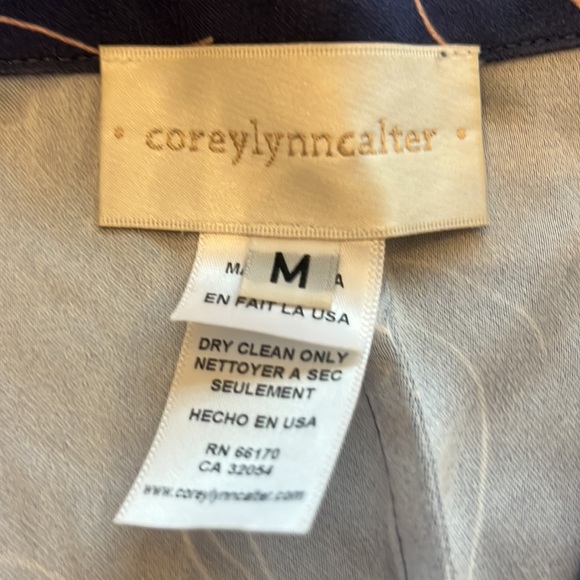 • coreylynncalter •
M
EN FAIT LA USA
DRY CLEAN ONLY
NETTOYER A SEC
SEULEMENT
HECHO EN USA
RN 66170
CA 32054
www.coreylynncalter.com